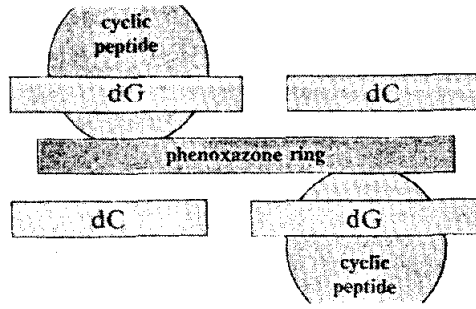 cyclic
peptide
dG
dC
phenoxazone ring
dC
dG
cyclic
peptide